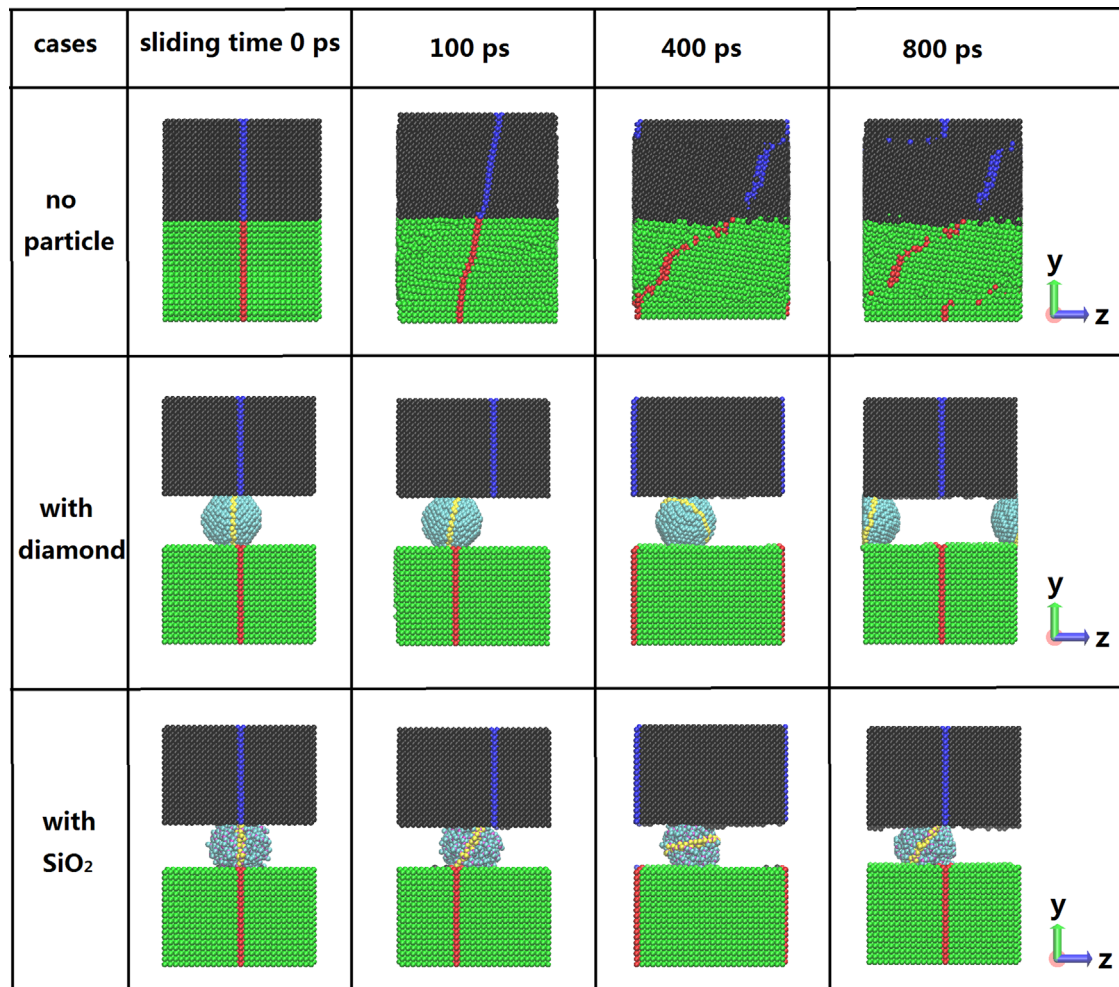 cases
sliding time 0 ps
100 ps
400 ps
800 ps
no
particle
y
z
with
diamond
y
z
with
SiO₂
y
z